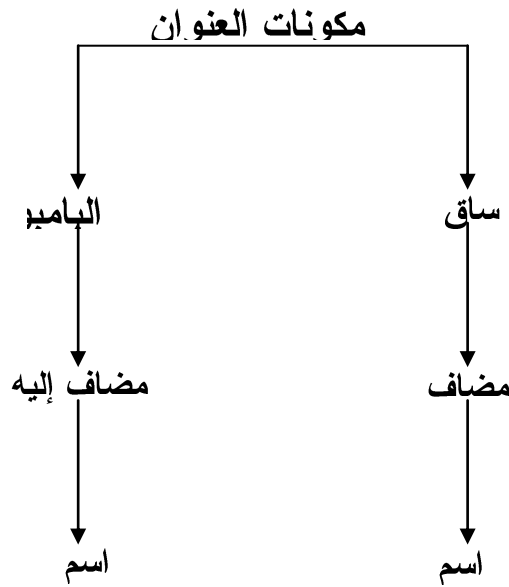 مكونات العنوان
ساق البامبو
مضاف مضاف إليه
اسم اسم